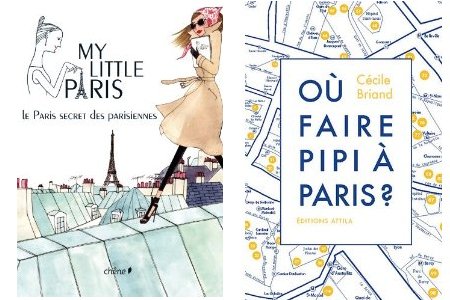 MY
LITTLE
PARIS
Le Paris secret des parisiennes
chêne
Cécile
Briand
OÙ
FAIRE
PIPI À
PARIS?
ÉDITIONS ATTILA